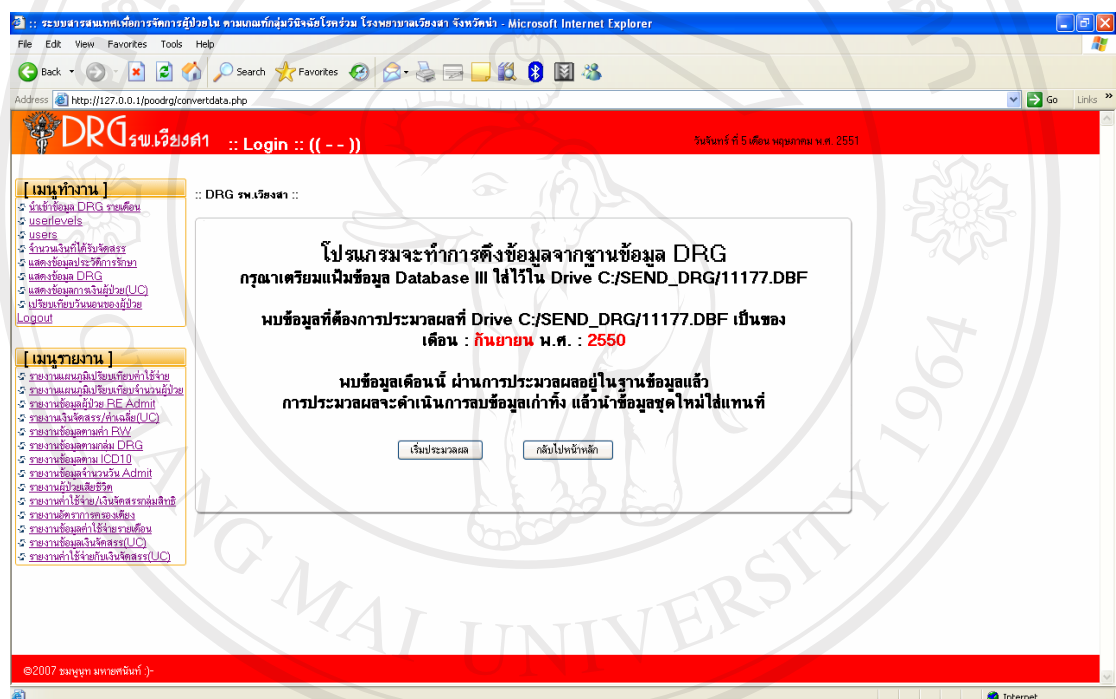 :: ระบบสารสนเทศเพื่อการจัดการผู้ป่วยใน ตามเกณฑ์กลุ่มวินิจฉัยโรคร่วม โรงพยาบาลเวียงสา จังหวัดน่า - Microsoft Internet Explorer
File Edit View Favorites Tools Help
Back Search Favorites
Address http://127.0.0.1/poodrg/convertdata.php Go Links »
DRG รพ.เวียงสา :: Login :: (( - - ))
วันจันทร์ ที่ 5 เดือน พฤษภาคม พ.ศ. 2551
[ เมนูทำงาน ]
นำเข้าข้อมูล DRG รายเดือน
userlevels
users
จำนวนเงินที่ได้รับจัดสรร
แสดงข้อมูลประวัติการรักษา
แสดงข้อมูล DRG
แสดงข้อมูลการเงินผู้ป่วย(UC)
เปรียบเทียบวันนอนของผู้ป่วย
Logout
[ เมนูรายงาน ]
รายงานแผนภูมิเปรียบเทียบค่าใช้จ่าย
รายงานแผนภูมิเปรียบเทียบจำนวนผู้ป่วย
รายงานข้อมูลผู้ป่วย RE Admit
รายงานเงินจัดสรร/ค่าเฉลี่ย(UC)
รายงานข้อมูลตามค่า RW
รายงานข้อมูลตามกลุ่ม DRG
รายงานข้อมูลตาม ICD10
รายงานข้อมูลจำนวนวัน Admit
รายงานผู้ป่วยเสียชีวิต
รายงานค่าใช้จ่าย/เงินจัดสรรกลุ่มสิทธิ
รายงานอัตราการครองเตียง
รายงานข้อมูลค่าใช้จ่ายรายเดือน
รายงานข้อมูลเงินจัดสรร(UC)
รายงานค่าใช้จ่ายกับเงินจัดสรร(UC)
:: DRG รพ.เวียงสา ::
โปรแกรมจะทำการดึงข้อมูลจากฐานข้อมูล DRG
กรุณาเตรียมแฟ้มข้อมูล Database III ใส่ไว้ใน Drive C:/SEND_DRG/11177.DBF
พบข้อมูลที่ต้องการประมวลผลที่ Drive C:/SEND_DRG/11177.DBF เป็นของ
เดือน : กันยายน พ.ศ. : 2550
พบข้อมูลเดือนนี้ ผ่านการประมวลผลอยู่ในฐานข้อมูลแล้ว
การประมวลผลจะดำเนินการลบข้อมูลเก่าทิ้ง แล้วนำข้อมูลชุดใหม่ใส่แทนที่
เริ่มประมวลผล กลับไปหน้าหลัก
©2007 ชมพูนุท มหายศนันท์ :)-
Internet
MAI UNIVERSITY 1964